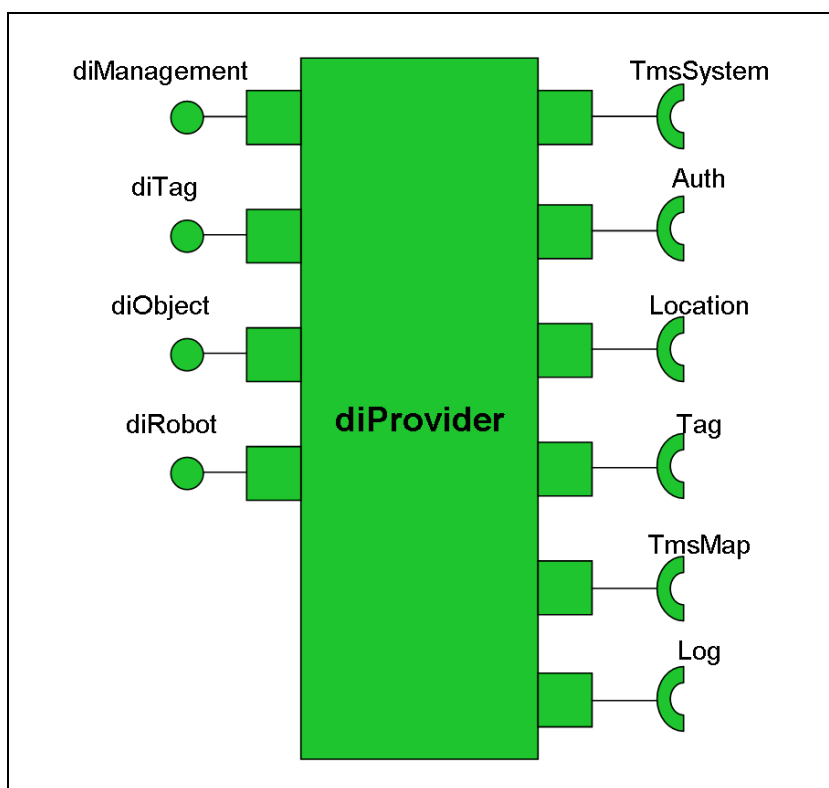 diManagement
TmsSystem
diTag
Auth
diObject
Location
diProvider
diRobot
Tag
TmsMap
Log